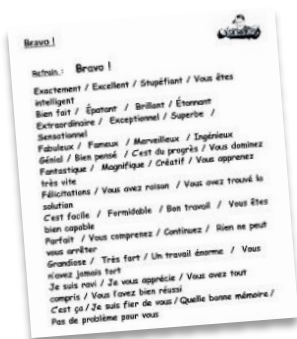 Bravo !
Refrain : Bravo !
Exactement / Excellent / Stupéfiant / Vous êtes
intelligent
Bien fait / Épatant / Brillant / Étonnant
Extraordinaire / Exceptionnel / Superbe /
Sensationnel
Fabuleux / Fameux / Merveilleux / Ingénieux
Génial / Bien pensé / C'est du progrès / Vous dominez
Fantastique / Magnifique / Créatif / Vous apprenez
très vite
Félicitations / Vous avez raison / Vous avez trouvé la
solution
C'est facile / Formidable / Bon travail / Vous êtes
bien capable
Parfait / Vous comprenez / Continuez / Rien ne peut
vous arrêter
Grandiose / Très fort / Un travail énorme / Vous
n'avez jamais tort
Je suis ravi / Je vous apprécie / Vous avez tout
compris / Vous l'avez bien réussi
C'est ça / Je suis fier de vous / Quelle bonne mémoire /
Pas de problème pour vous